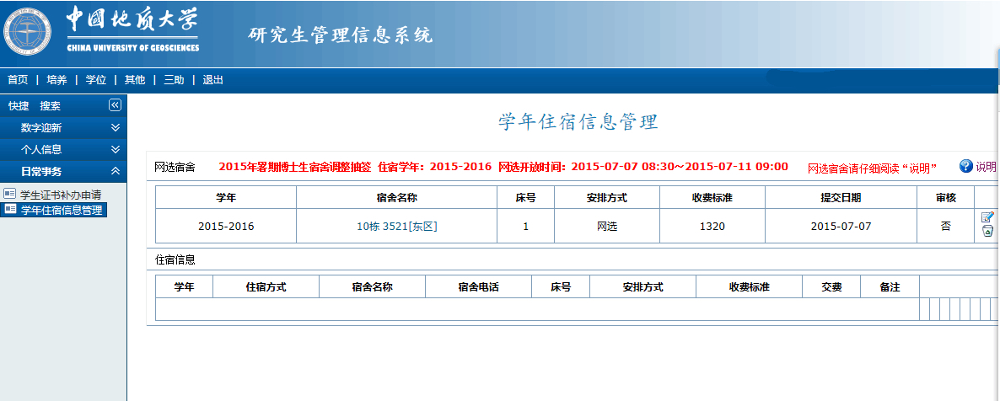 中国地质大学
CHINA UNIVERSITY OF GEOSCIENCES
研究生管理信息系统
首页 | 培养 | 学位 | 其他 | 三助 | 退出
快捷 搜索
数字迎新
个人信息
日常事务
学生证书补办申请
学年住宿信息管理
学年住宿信息管理
网选宿舍 2015年暑期博士生宿舍调整抽签 住宿学年：2015-2016 网选开放时间：2015-07-07 08:30～2015-07-11 09:00 网选宿舍请仔细阅读“说明” 说明
学年 宿舍名称 床号 安排方式 收费标准 提交日期 审核
2015-2016 10栋 3521[东区] 1 网选 1320 2015-07-07 否
住宿信息
学年 住宿方式 宿舍名称 宿舍电话 床号 安排方式 收费标准 交费 备注